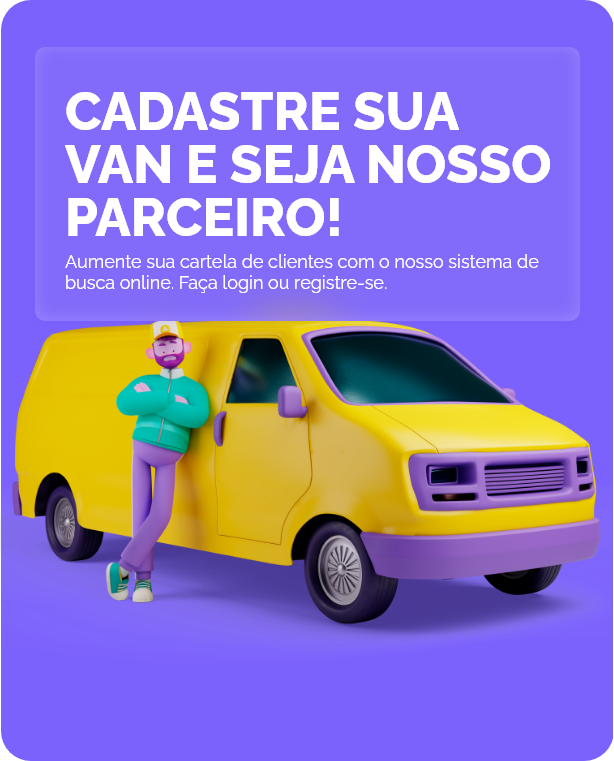 CADASTRE SUA
VAN E SEJA NOSSO
PARCEIRO!
Aumente sua cartela de clientes com o nosso sistema de
busca online. Faça login ou registre-se.